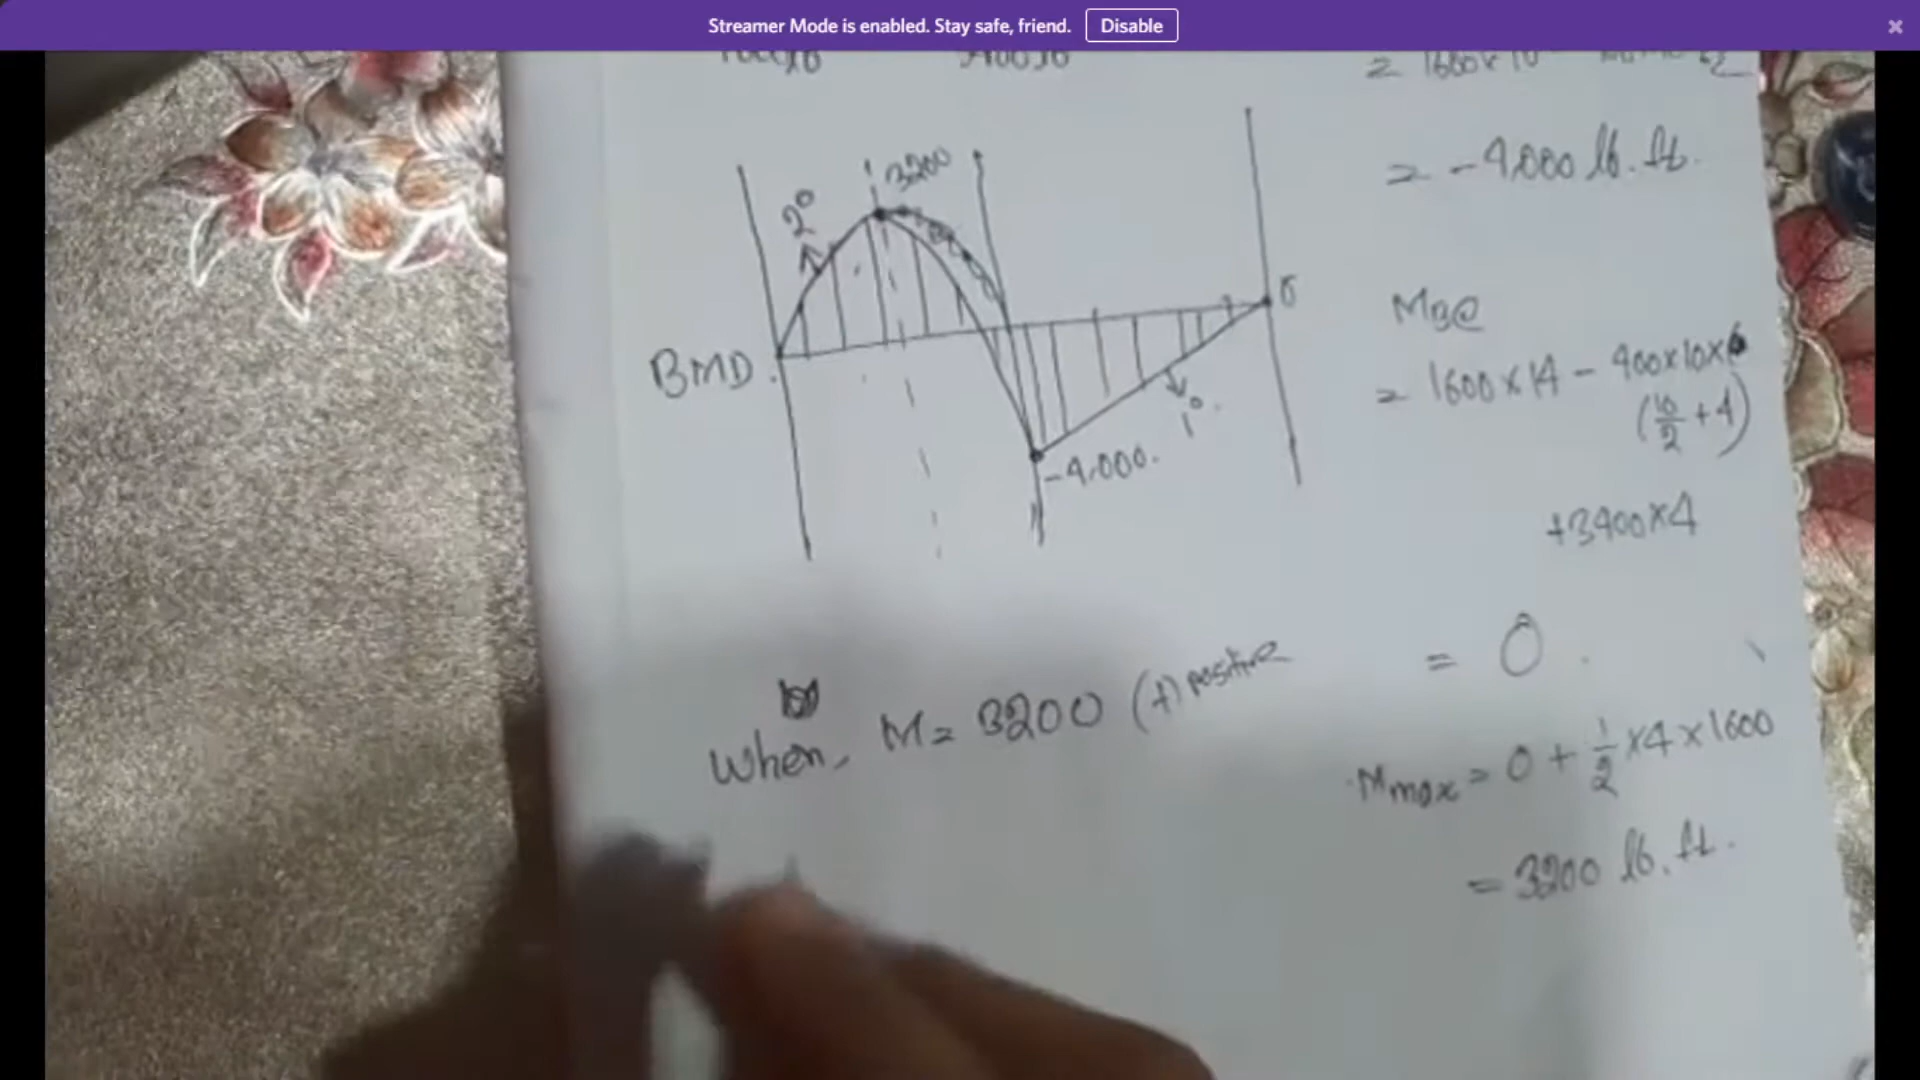 Streamer Mode is enabled. Stay safe, friend. Disable
= - 4,000 lb. ft.
3200
2°
0
BMD
1°
-4,000.
M@C
= 1600×14 - 400×10×
(10/2 + 4)
+3400×4
= 0
When, M = 3200 (+) positive
Mmax = 0 + 1/2 ×4×1600
= 3200 lb. ft.